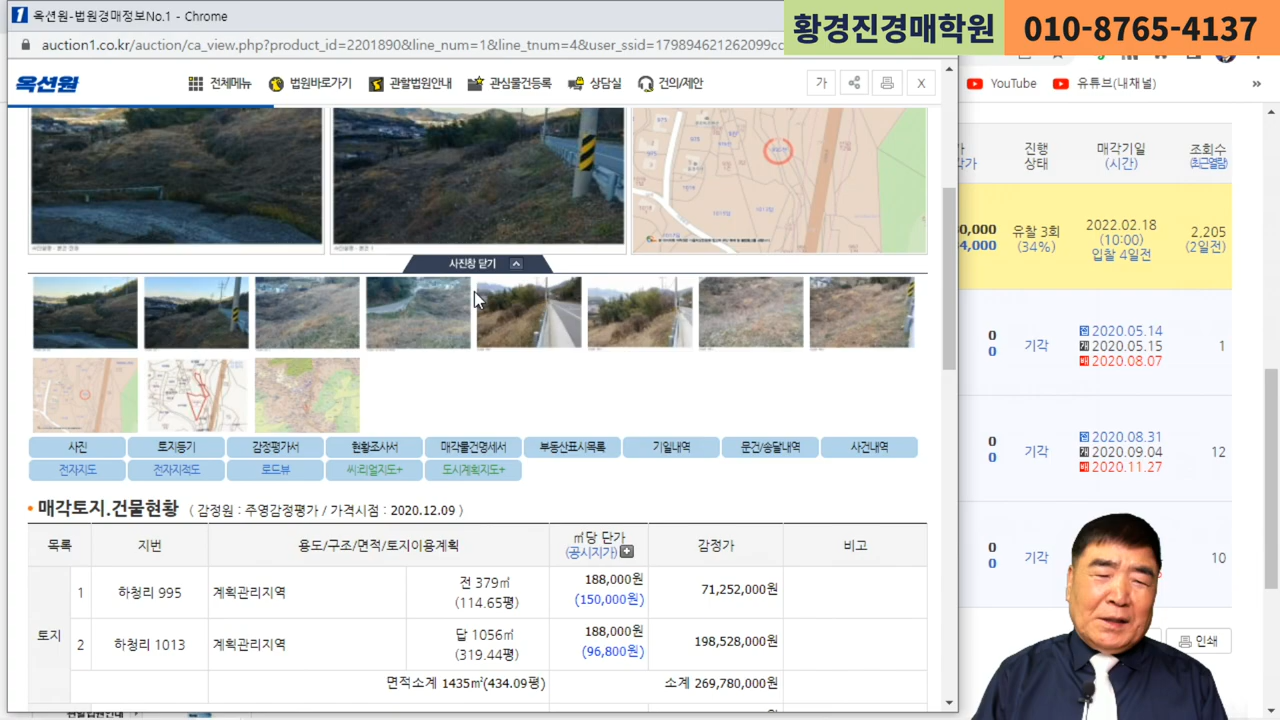 옥션원-법원경매정보No.1 - Chrome
황경진경매학원
010-8765-4137
auction1.co.kr/auction/ca_view.php?product_id=2201890&line_num=1&line_tnum=4&user_ssid=179894621262099cc
옥션원
전체메뉴
법원바로가기
관할법원안내
관심물건등록
상담실
건의/제안
가
X
YouTube
유튜브(내채널)
»
사진창 닫기
진행
상태
매각기일
(시간)
조회수
(최근열람)
0,000
4,000
유찰 3회
(34%)
2022.02.18
(10:00)
입찰 4일전
2,205
(2일전)
0
0
기각
2020.05.14
2020.05.15
2020.08.07
1
0
0
기각
2020.08.31
2020.09.04
2020.11.27
12
0
0
기각
10
인쇄
사진
토지등기
감정평가서
현황조사서
매각물건명세서
부동산표시목록
기일내역
문건/송달내역
사건내역
전자지도
전자지적도
로드뷰
씨:리얼지도+
도시계획지도+
• 매각토지.건물현황 ( 감정원 : 주영감정평가 / 가격시점 : 2020.12.09 )
목록
지번
용도/구조/면적/토지이용계획
㎡당 단가
(공시지가)
감정가
비고
토지
1
하청리 995
계획관리지역
전 379㎡
(114.65평)
188,000원
(150,000원)
71,252,000원
2
하청리 1013
계획관리지역
답 1056㎡
(319.44평)
188,000원
(96,800원)
198,528,000원
면적소계 1435㎡(434.09평)
소계 269,780,000원